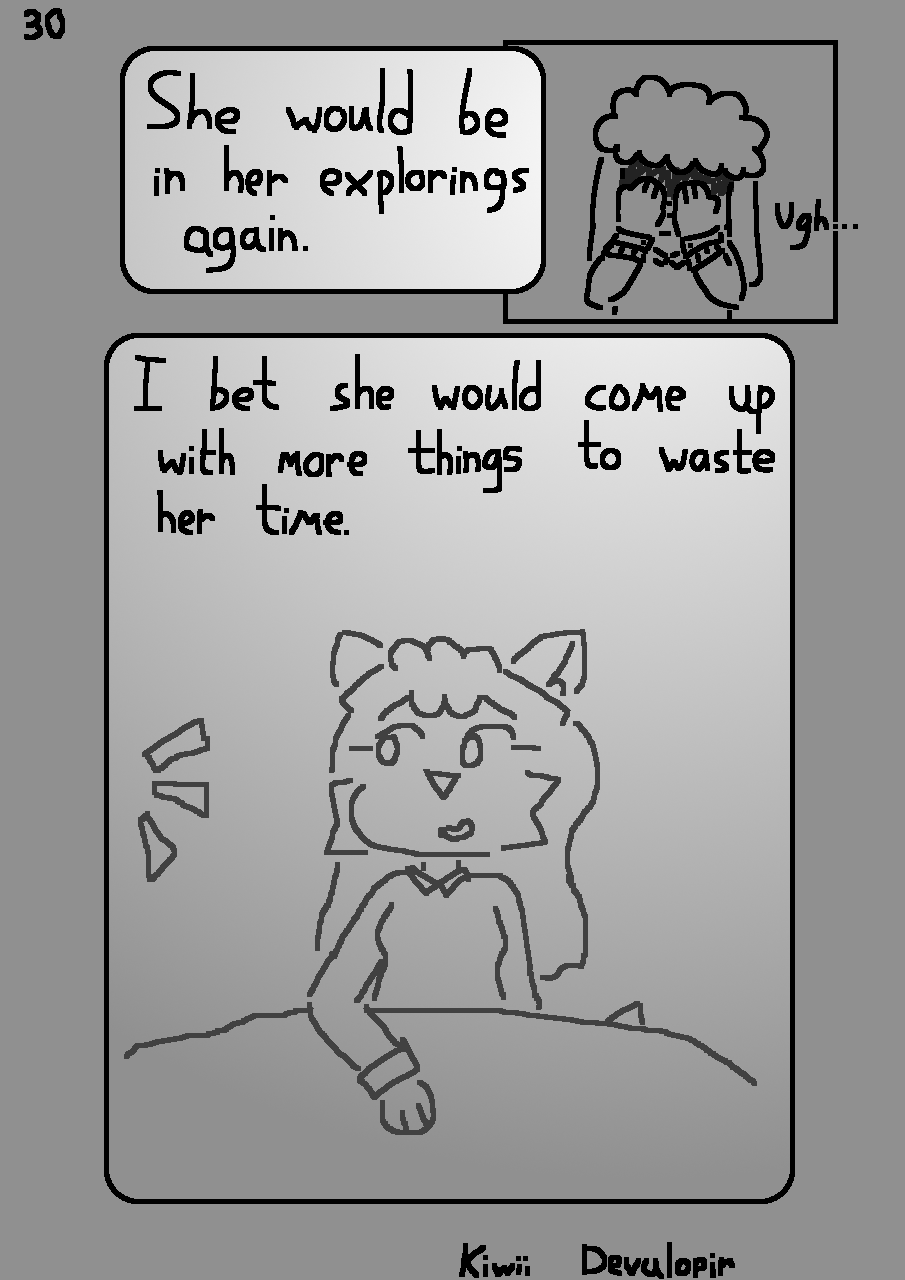 30
She would be
in her explorings
again.
Ugh...
I bet she would come up
with more things to waste
her time.
Kiwii Devulopir